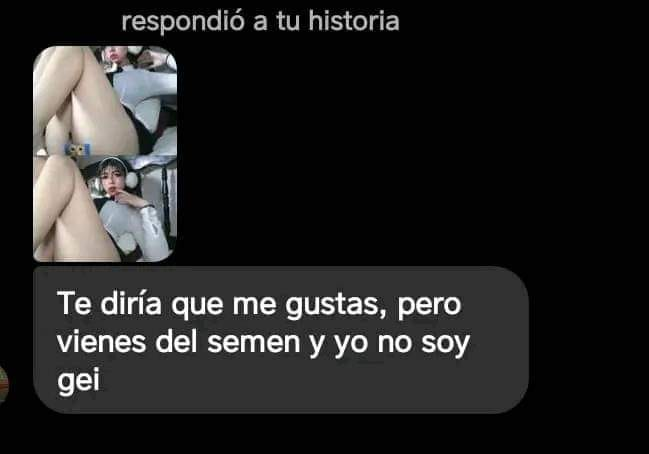 respondió a tu historia
Te diría que me gustas, pero
vienes del semen y yo no soy
gei